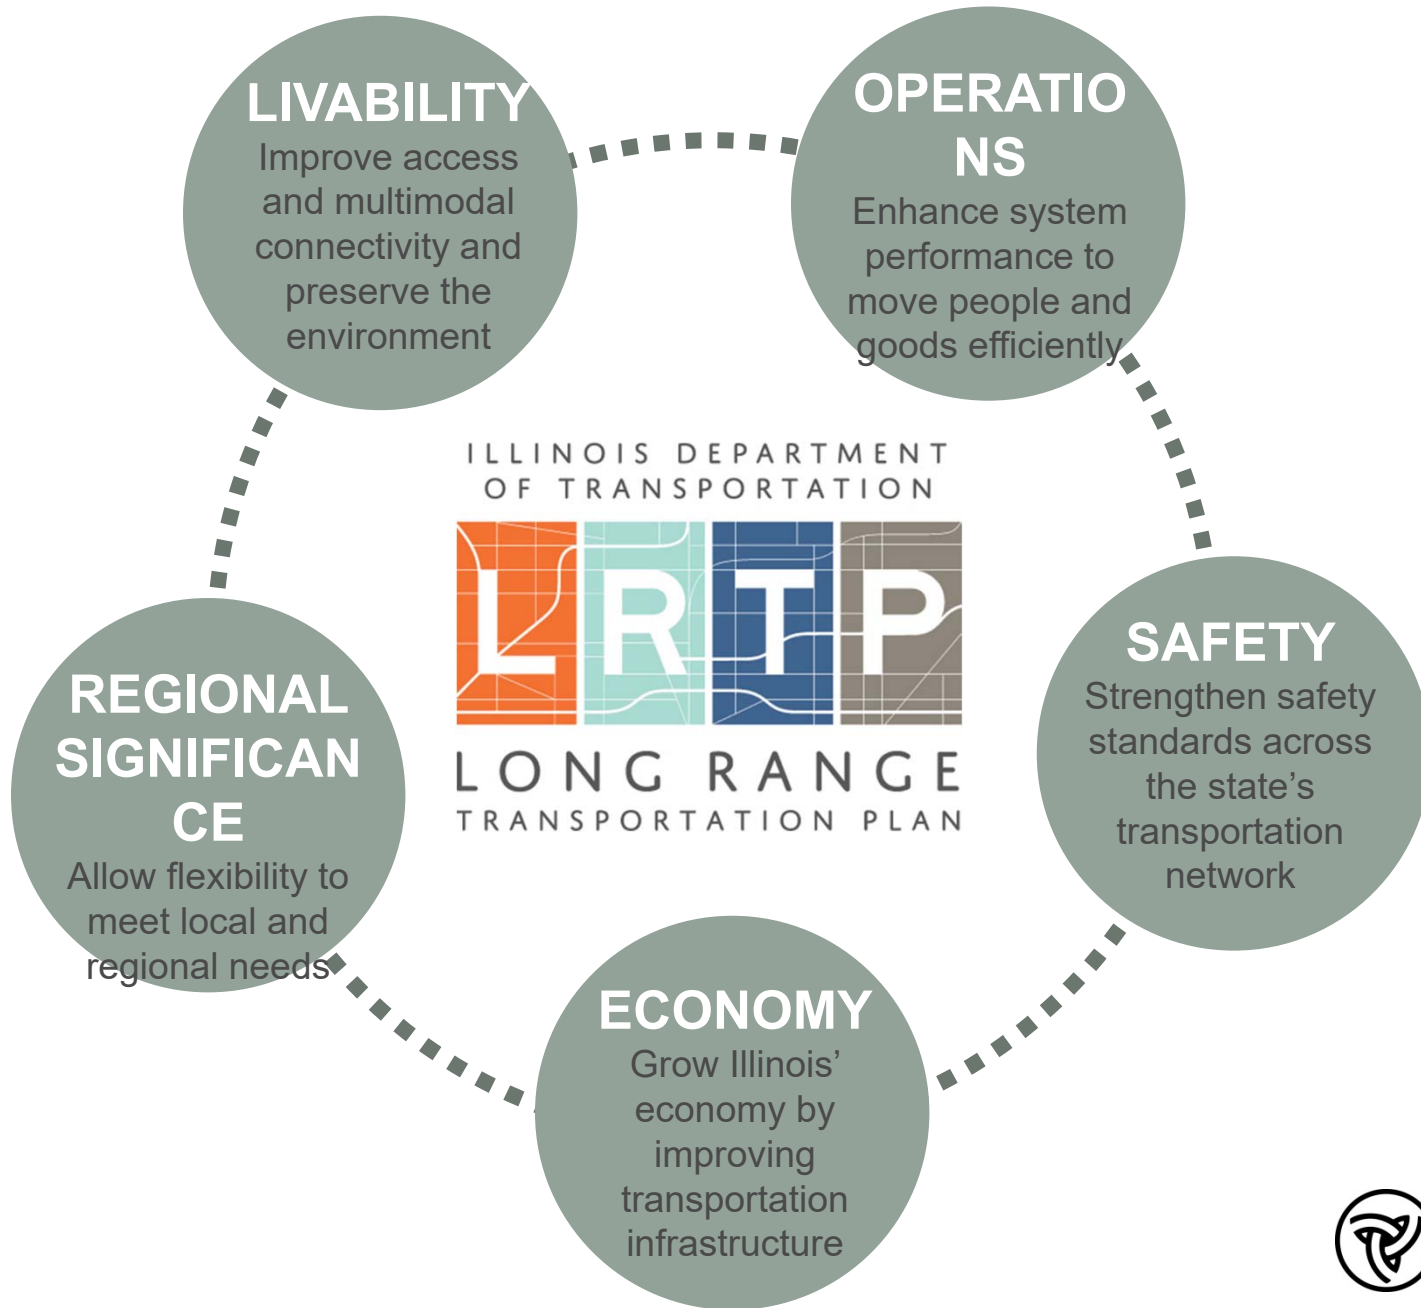 LIVABILITY
Improve access
and multimodal
connectivity and
preserve the
environment
OPERATIO
NS
Enhance system
performance to
move people and
goods efficiently
ILLINOIS DEPARTMENT
OF TRANSPORTATION
LRTP
LONG RANGE
TRANSPORTATION PLAN
REGIONAL
SIGNIFICAN
CE
Allow flexibility to
meet local and
regional needs
SAFETY
Strengthen safety
standards across
the state’s
transportation
network
ECONOMY
Grow Illinois’
economy by
improving
transportation
infrastructure